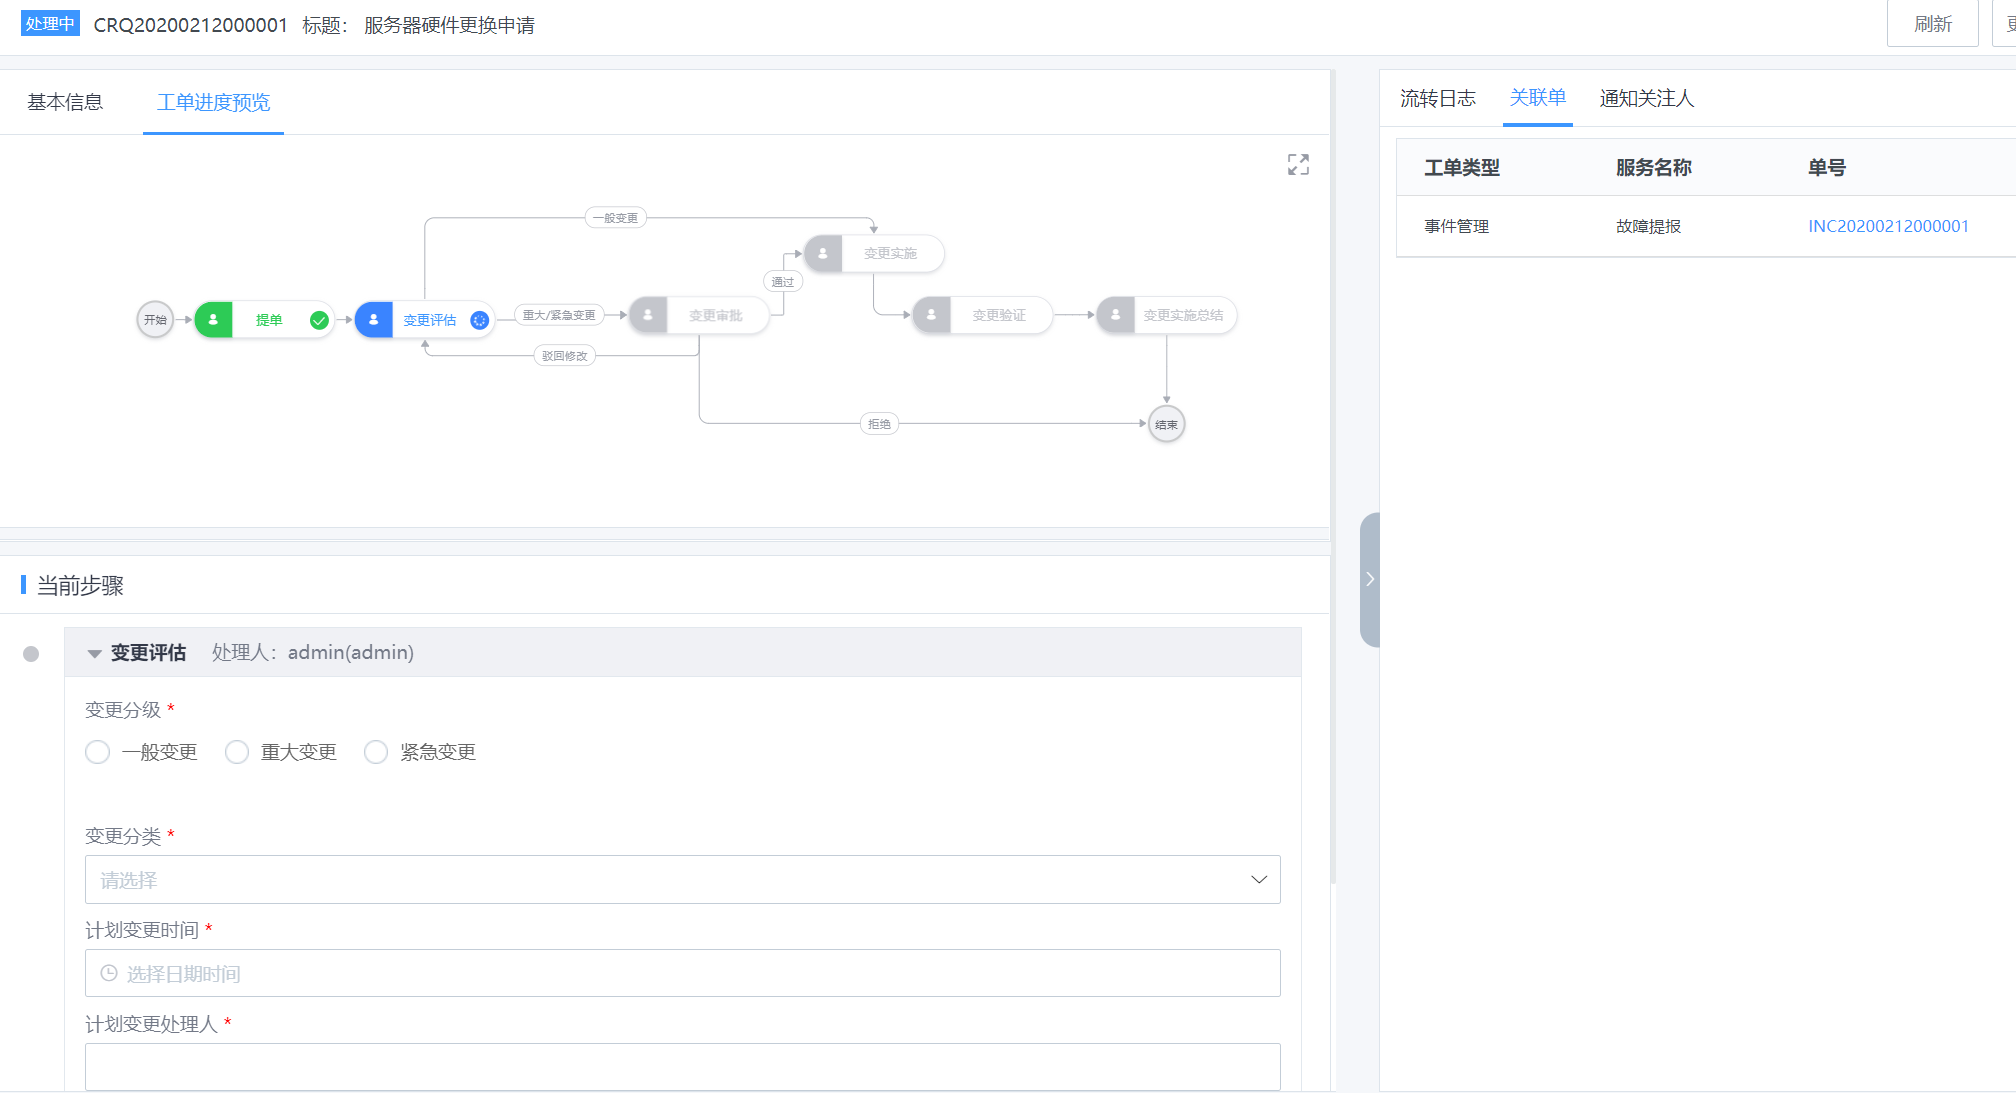 处理中 CRQ20200212000001 标题： 服务器硬件更换申请
刷新
基本信息 工单进度预览
开始
提单
变更评估
一般变更
重大/紧急变更
驳回修改
变更审批
通过
变更实施
变更验证
变更实施总结
拒绝
结束
当前步骤
变更评估 处理人：admin(admin)
变更分级 *
一般变更 重大变更 紧急变更
变更分类 *
请选择
计划变更时间 *
选择日期时间
计划变更处理人 *
流转日志 关联单 通知关注人
工单类型 服务名称 单号
事件管理 故障提报 INC20200212000001